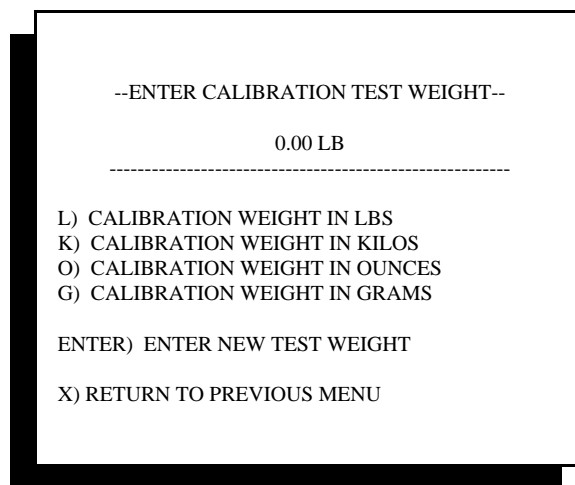 --ENTER CALIBRATION TEST WEIGHT--
0.00 LB
---------------------------------------------------------
L) CALIBRATION WEIGHT IN LBS
K) CALIBRATION WEIGHT IN KILOS
O) CALIBRATION WEIGHT IN OUNCES
G) CALIBRATION WEIGHT IN GRAMS
ENTER) ENTER NEW TEST WEIGHT
X) RETURN TO PREVIOUS MENU